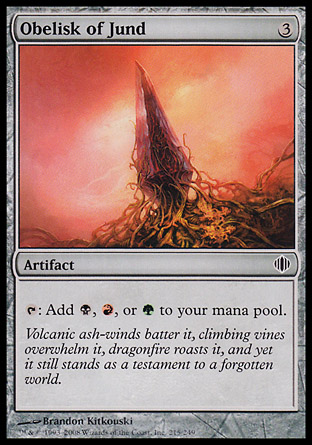 Obelisk of Jund 3
Artifact
: Add , , or to your mana pool.
Volcanic ash-winds batter it, climbing vines
overwhelm it, dragonfire roasts it, and yet
it still stands as a testament to a forgotten
world.
Brandon Kitkouski
™ & © 1993–2008 Wizards of the Coast, Inc. 215/249